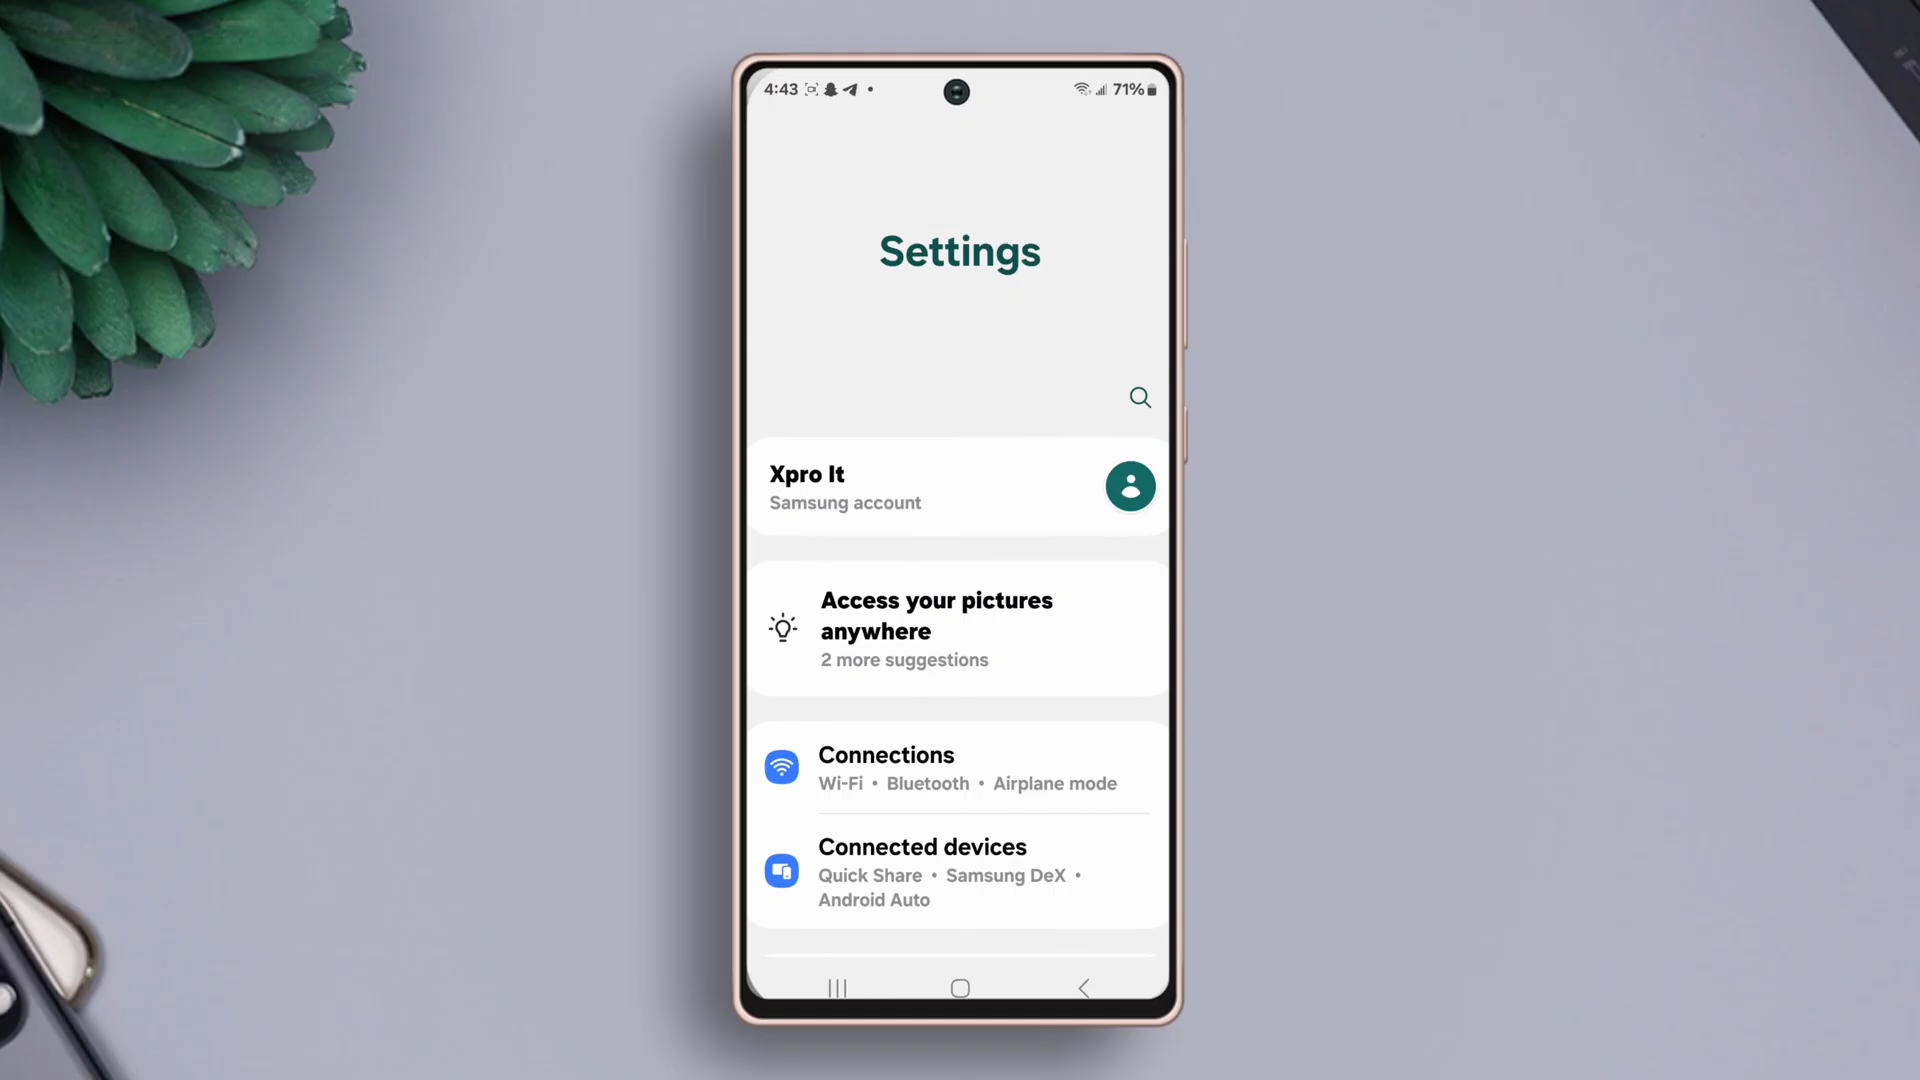 4:43
71%
Settings
Xpro It
Samsung account
Access your pictures
anywhere
2 more suggestions
Connections
Wi-Fi • Bluetooth • Airplane mode
Connected devices
Quick Share • Samsung DeX •
Android Auto